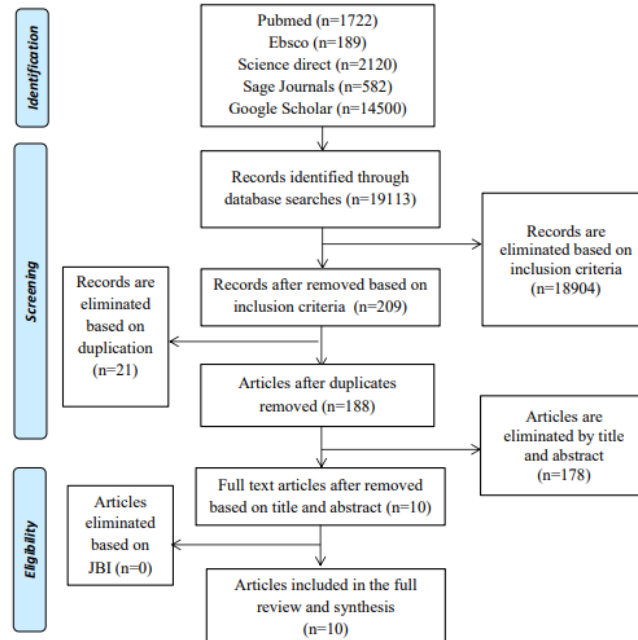 Identification
Pubmed (n=1722)
Ebsco (n=189)
Science direct (n=2120)
Sage Journals (n=582)
Google Scholar (n=14500)
Screening
Records identified through
database searches (n=19113)
Records are
eliminated based on
inclusion criteria
(n=18904)
Records after removed based on
inclusion criteria (n=209)
Records are
eliminated
based on
duplication
(n=21)
Articles after duplicates
removed (n=188)
Articles are
eliminated by title
and abstract
(n=178)
Eligibility
Full text articles after removed
based on title and abstract (n=10)
Articles
eliminated
based on
JBI (n=0)
Articles included in the full
review and synthesis
(n=10)